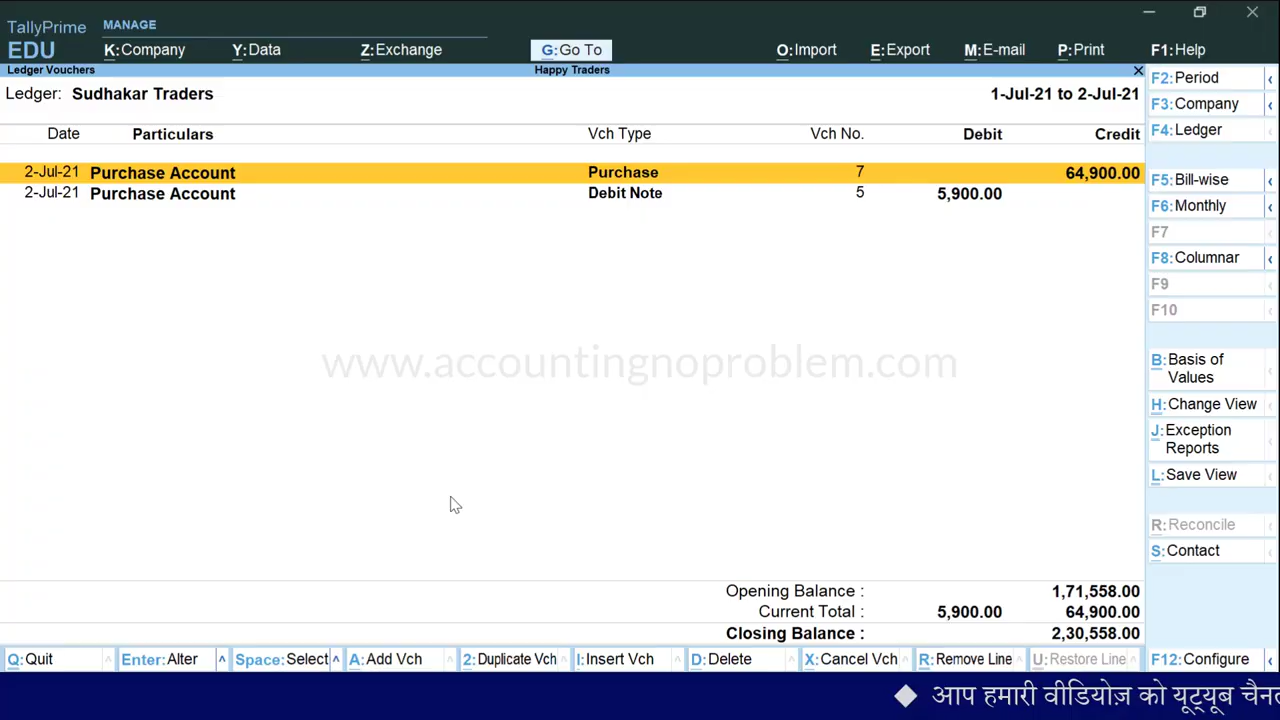 TallyPrime MANAGE
EDU K:Company Y:Data Z:Exchange G:Go To O:Import E:Export M:E-mail P:Print F1:Help
Ledger Vouchers Happy Traders
Ledger: Sudhakar Traders 1-Jul-21 to 2-Jul-21
Date Particulars Vch Type Vch No. Debit Credit
2-Jul-21 Purchase Account Purchase 7 64,900.00
2-Jul-21 Purchase Account Debit Note 5 5,900.00
www.accountingnoproblem.com
Opening Balance : 1,71,558.00
Current Total : 5,900.00 64,900.00
Closing Balance : 2,30,558.00
F2:Period
F3:Company
F4:Ledger
F5:Bill-wise
F6:Monthly
F7
F8:Columnar
F9
F10
B:Basis of
Values
H:Change View
J:Exception
Reports
L:Save View
R:Reconcile
S:Contact
Q:Quit Enter:Alter Space:Select A:Add Vch 2:Duplicate Vch I:Insert Vch D:Delete X:Cancel Vch R:Remove Line U:Restore Line F12:Configure
आप हमारी वीडियोज़ को यूट्यूब